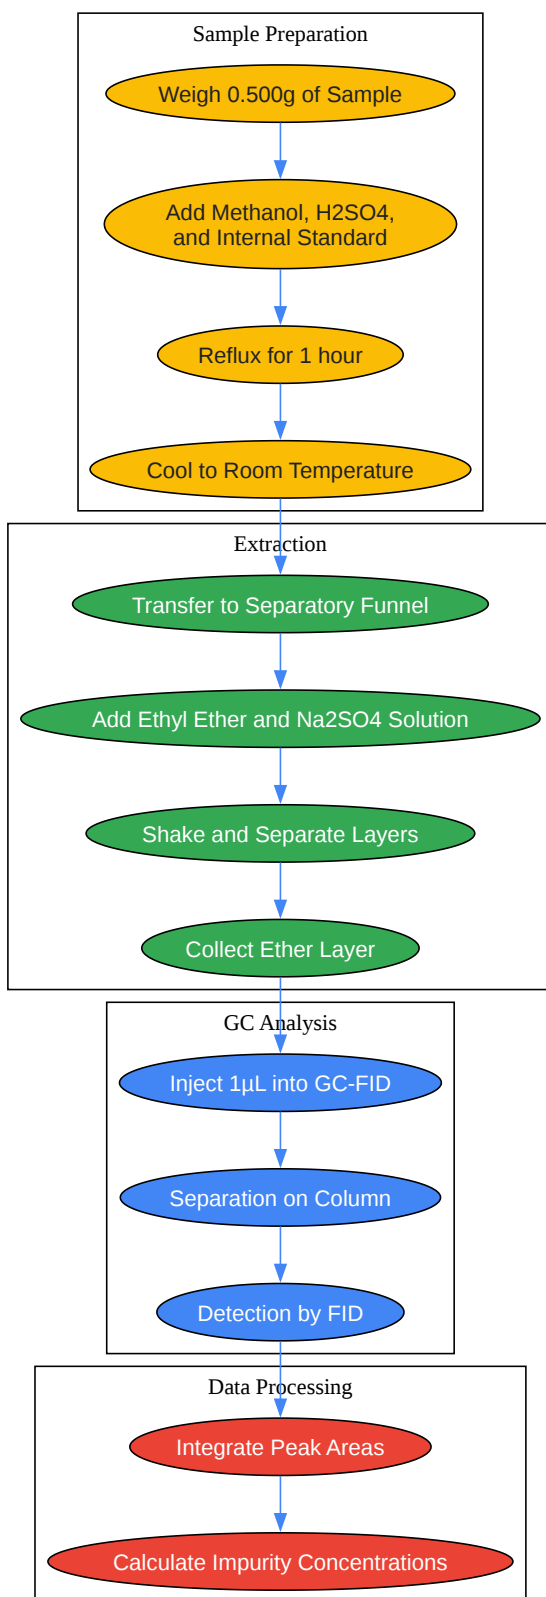 Sample Preparation
Weigh 0.500g of Sample
Add Methanol, H2SO4,
and Internal Standard
Reflux for 1 hour
Cool to Room Temperature
Extraction
Transfer to Separatory Funnel
Add Ethyl Ether and Na2SO4 Solution
Shake and Separate Layers
Collect Ether Layer
GC Analysis
Inject 1µL into GC-FID
Separation on Column
Detection by FID
Data Processing
Integrate Peak Areas
Calculate Impurity Concentrations